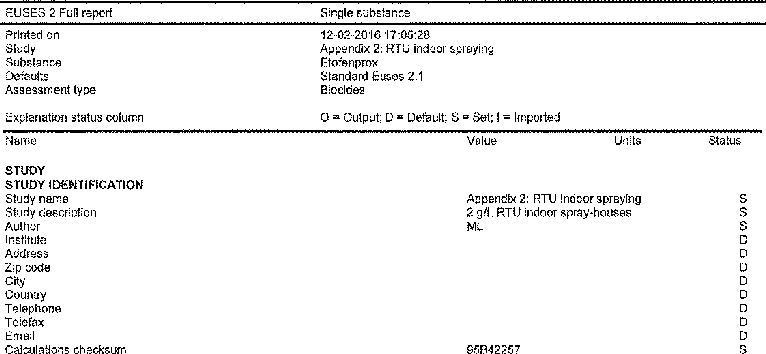 EUSES 2 Full report Single substance
Printed on 12-02-2016 17:05:28
Study Appendix 2: RTU indoor spraying
Substance Etofenprox
Defaults Standard Euses 2.1
Assessment type Biocides
Explanation status column O = Output; D = Default; S = Set; I = Imported
Name Value Units Status
STUDY
STUDY IDENTIFICATION
Study name Appendix 2: RTU Indoor spraying S
Study description 2 g/L RTU indoor spray-houses S
Author ML S
Institute D
Address D
Zip code D
City D
Country D
Telephone D
Telefax D
Email D
Calculations checksum 95B42257 S